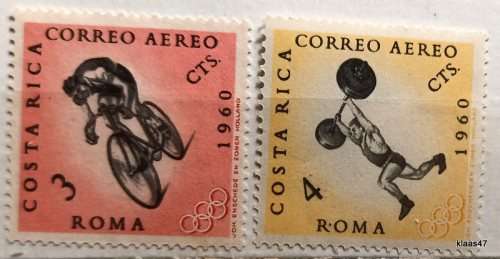 CORREO AEREO
COSTA RICA
CTS.
1960
3
ROMA
JOH. ENSCHEDE EN ZONEN HOLLAND
CORREO AEREO
COSTA RICA
CTS.
1960
4
ROMA
klaas47